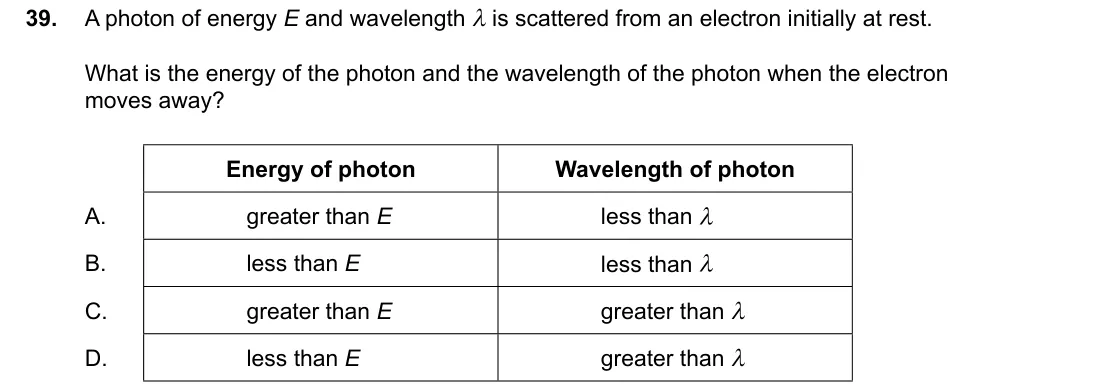 39. A photon of energy E and wavelength λ is scattered from an electron initially at rest.
What is the energy of the photon and the wavelength of the photon when the electron
moves away?
Energy of photon Wavelength of photon
A. greater than E less than λ
B. less than E less than λ
C. greater than E greater than λ
D. less than E greater than λ